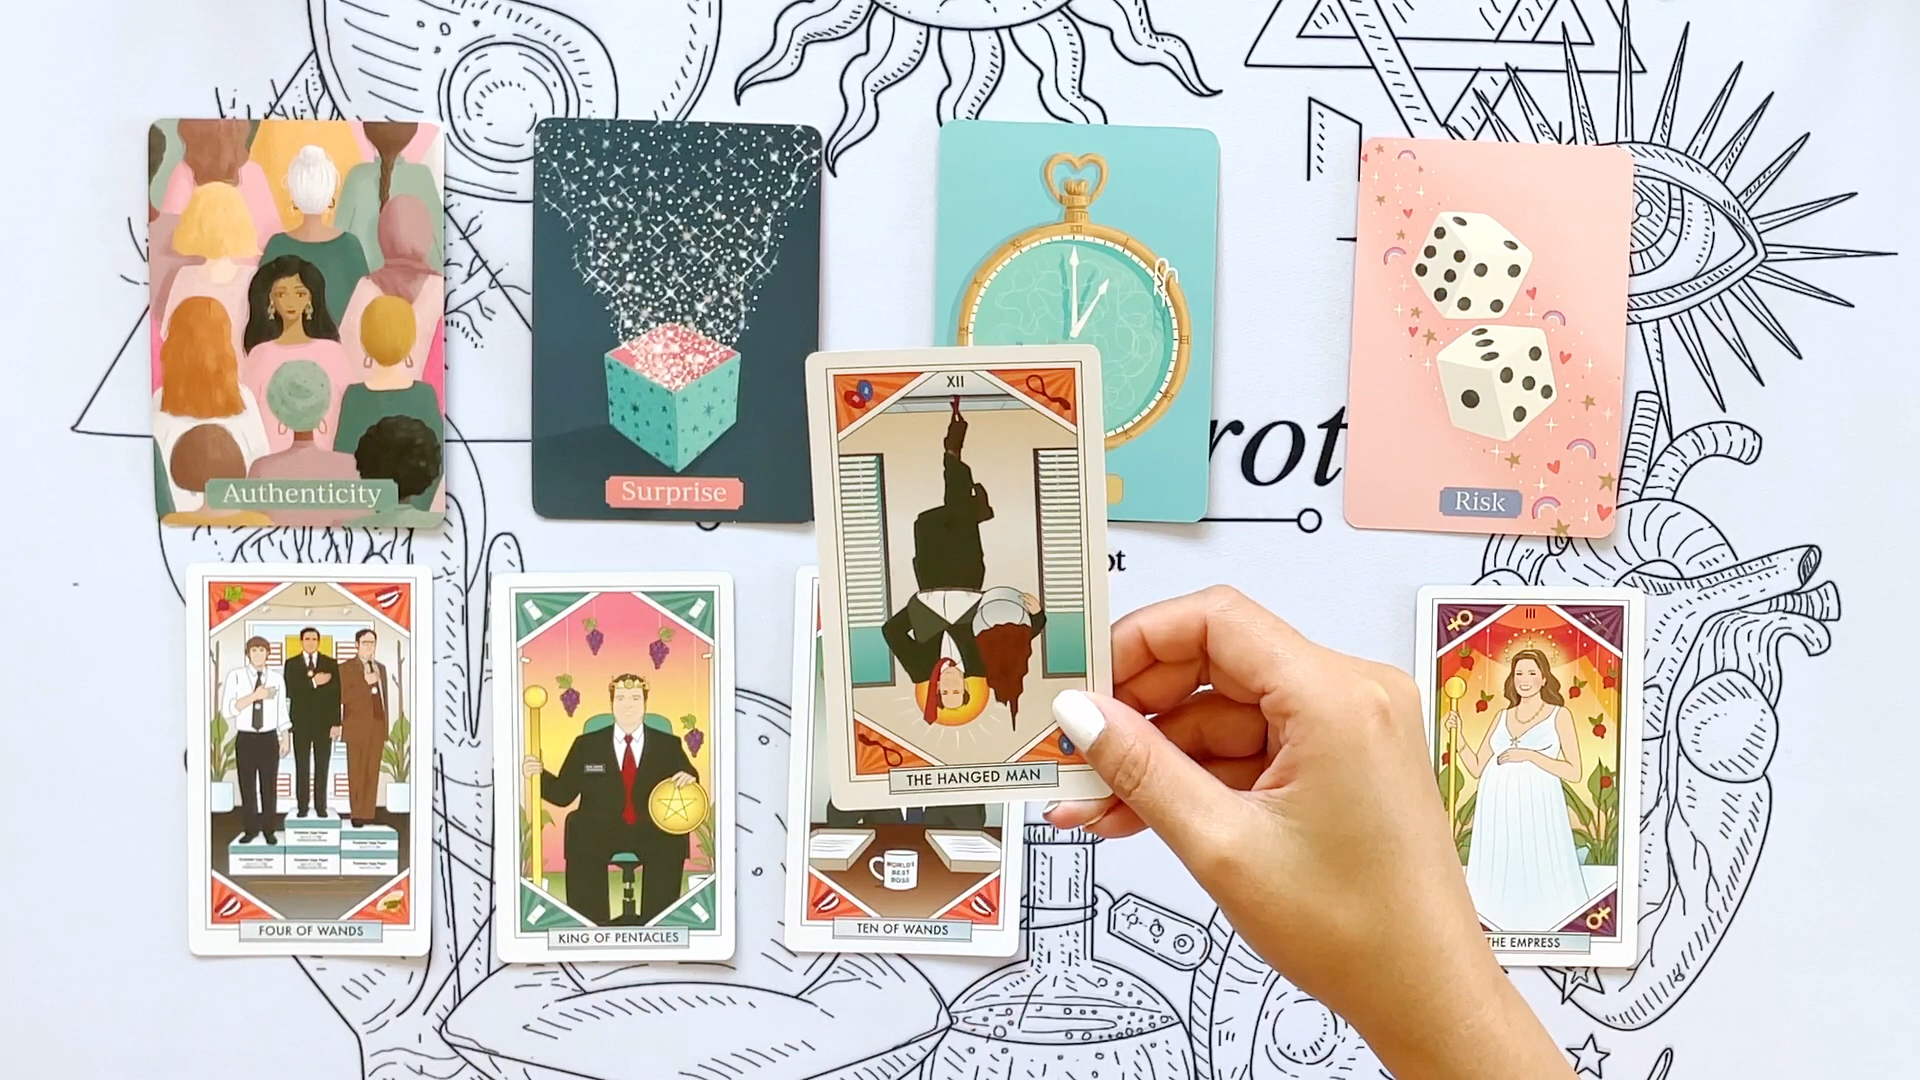 Authenticity
Surprise
Risk
rot
ot
XII
THE HANGED MAN
IV
FOUR OF WANDS
KING OF PENTACLES
WORLD'S
BEST
BOSS
TEN OF WANDS
III
THE EMPRESS